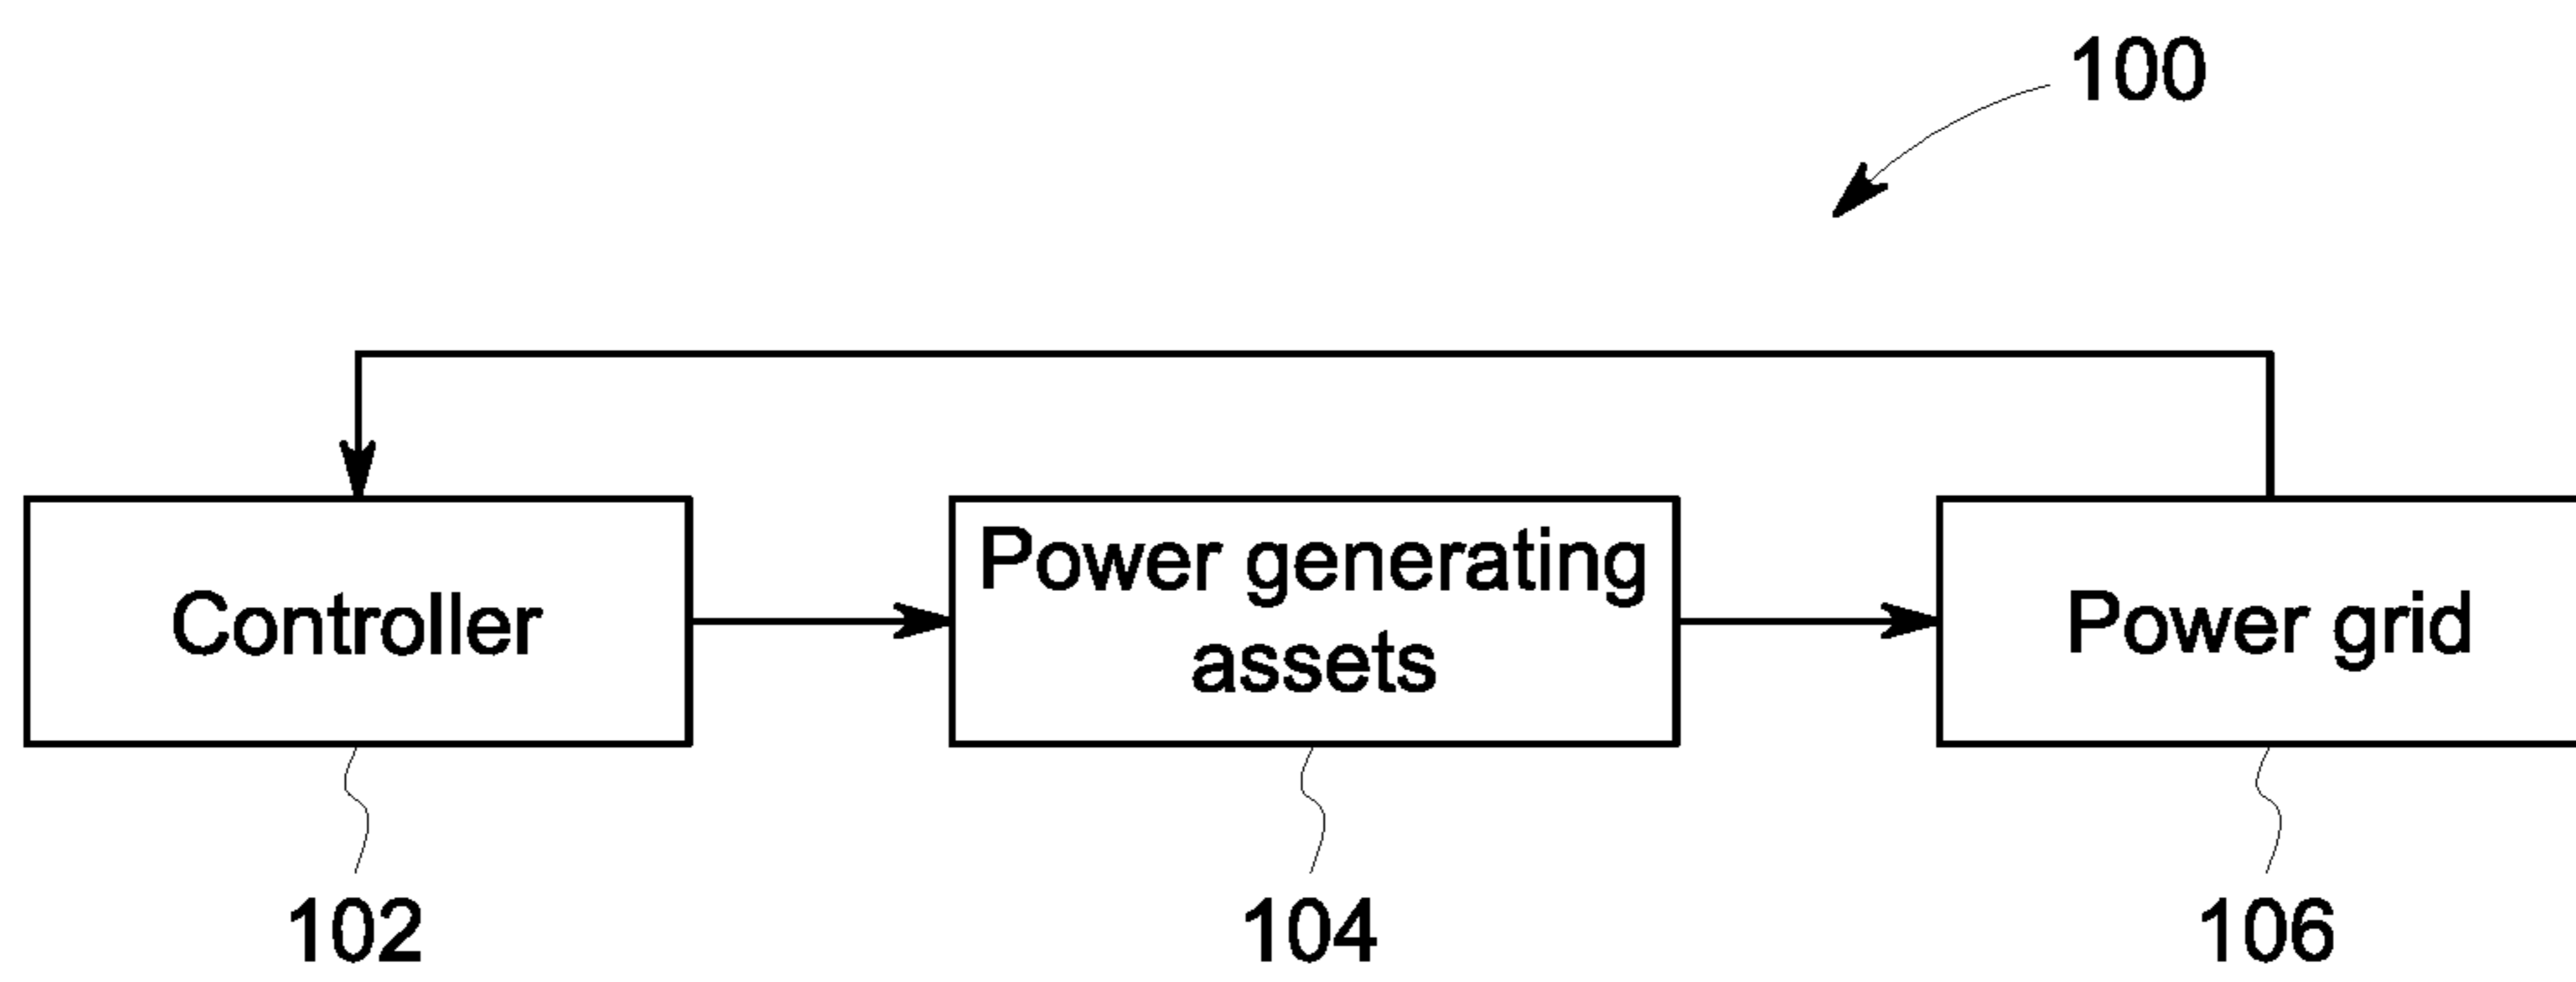 100
Controller
Power generating
assets
Power grid
102
104
106